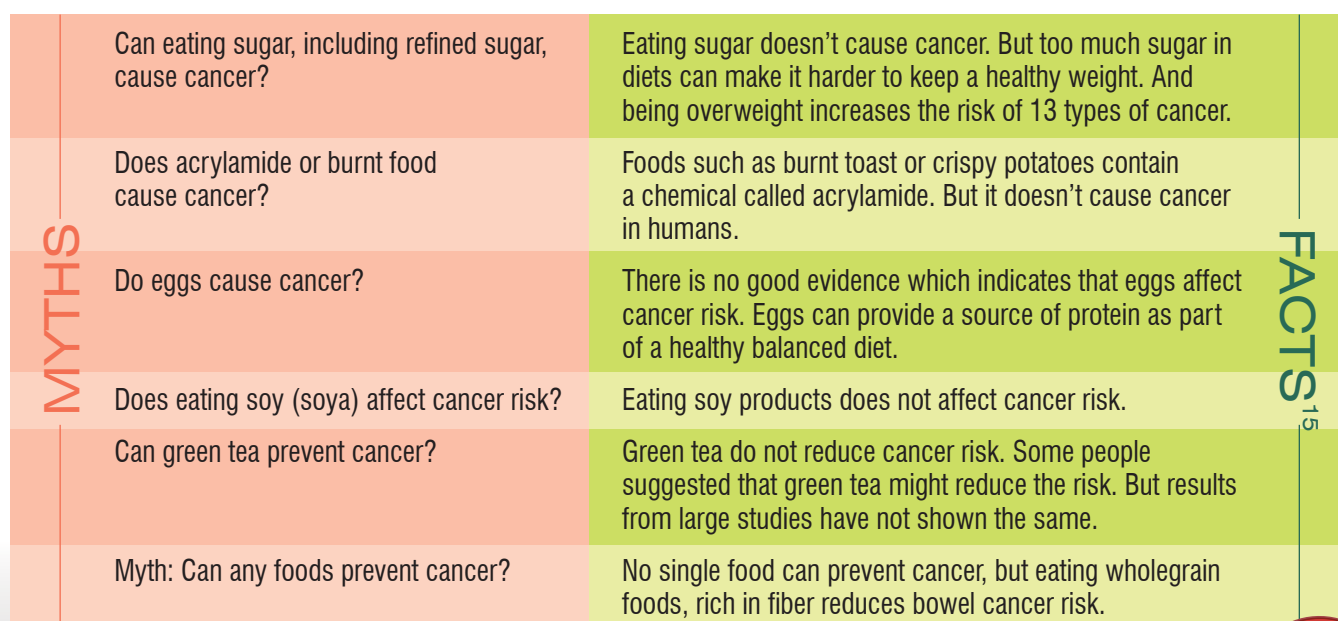 MYTHS
FACTS15
Can eating sugar, including refined sugar,
cause cancer?
Eating sugar doesn’t cause cancer. But too much sugar in
diets can make it harder to keep a healthy weight. And
being overweight increases the risk of 13 types of cancer.
Does acrylamide or burnt food
cause cancer?
Foods such as burnt toast or crispy potatoes contain
a chemical called acrylamide. But it doesn’t cause cancer
in humans.
Do eggs cause cancer?
There is no good evidence which indicates that eggs affect
cancer risk. Eggs can provide a source of protein as part
of a healthy balanced diet.
Does eating soy (soya) affect cancer risk?
Eating soy products does not affect cancer risk.
Can green tea prevent cancer?
Green tea do not reduce cancer risk. Some people
suggested that green tea might reduce the risk. But results
from large studies have not shown the same.
Myth: Can any foods prevent cancer?
No single food can prevent cancer, but eating wholegrain
foods, rich in fiber reduces bowel cancer risk.